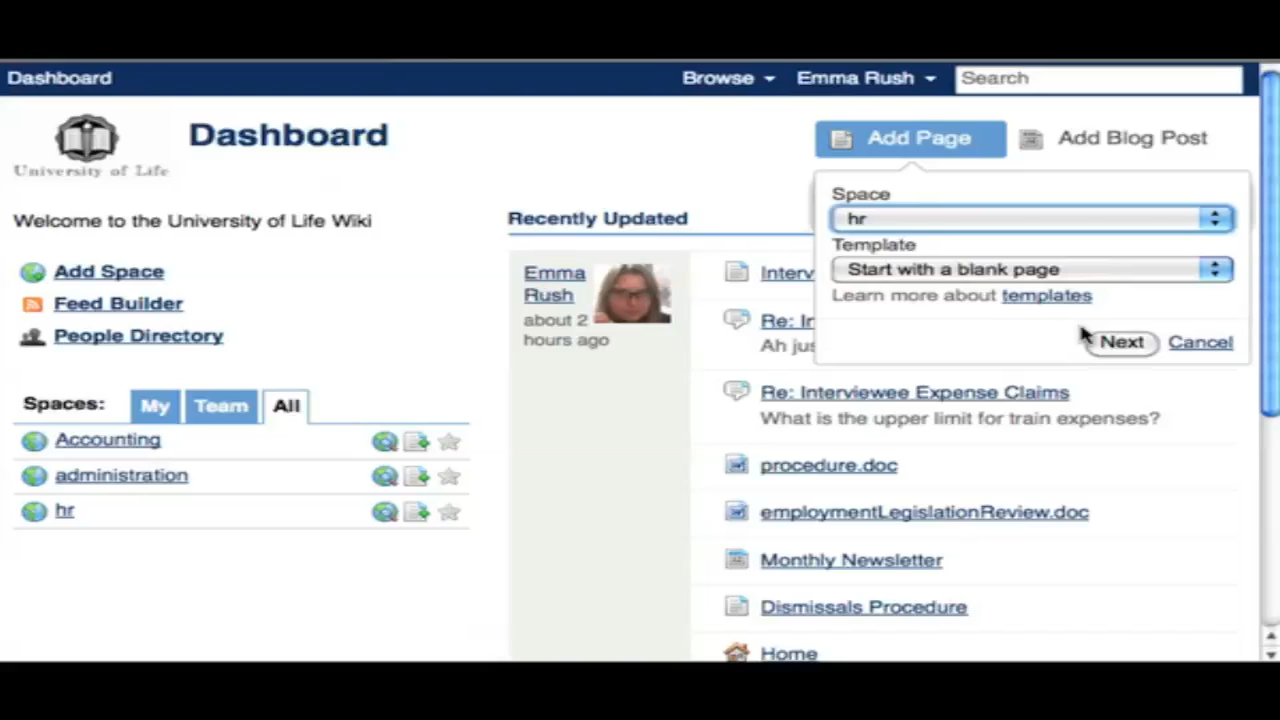 Dashboard
Browse
Emma Rush
Search
University of Life
Dashboard
Add Page
Add Blog Post
Space
hr
Template
Start with a blank page
Learn more about templates
Next
Cancel
Welcome to the University of Life Wiki
Add Space
Feed Builder
People Directory
Spaces:
My
Team
All
Accounting
administration
hr
Recently Updated
Emma
Rush
about 2
hours ago
Interv
Re: In
Ah jus
Re: Interviewee Expense Claims
What is the upper limit for train expenses?
procedure.doc
employmentLegislationReview.doc
Monthly Newsletter
Dismissals Procedure
Home